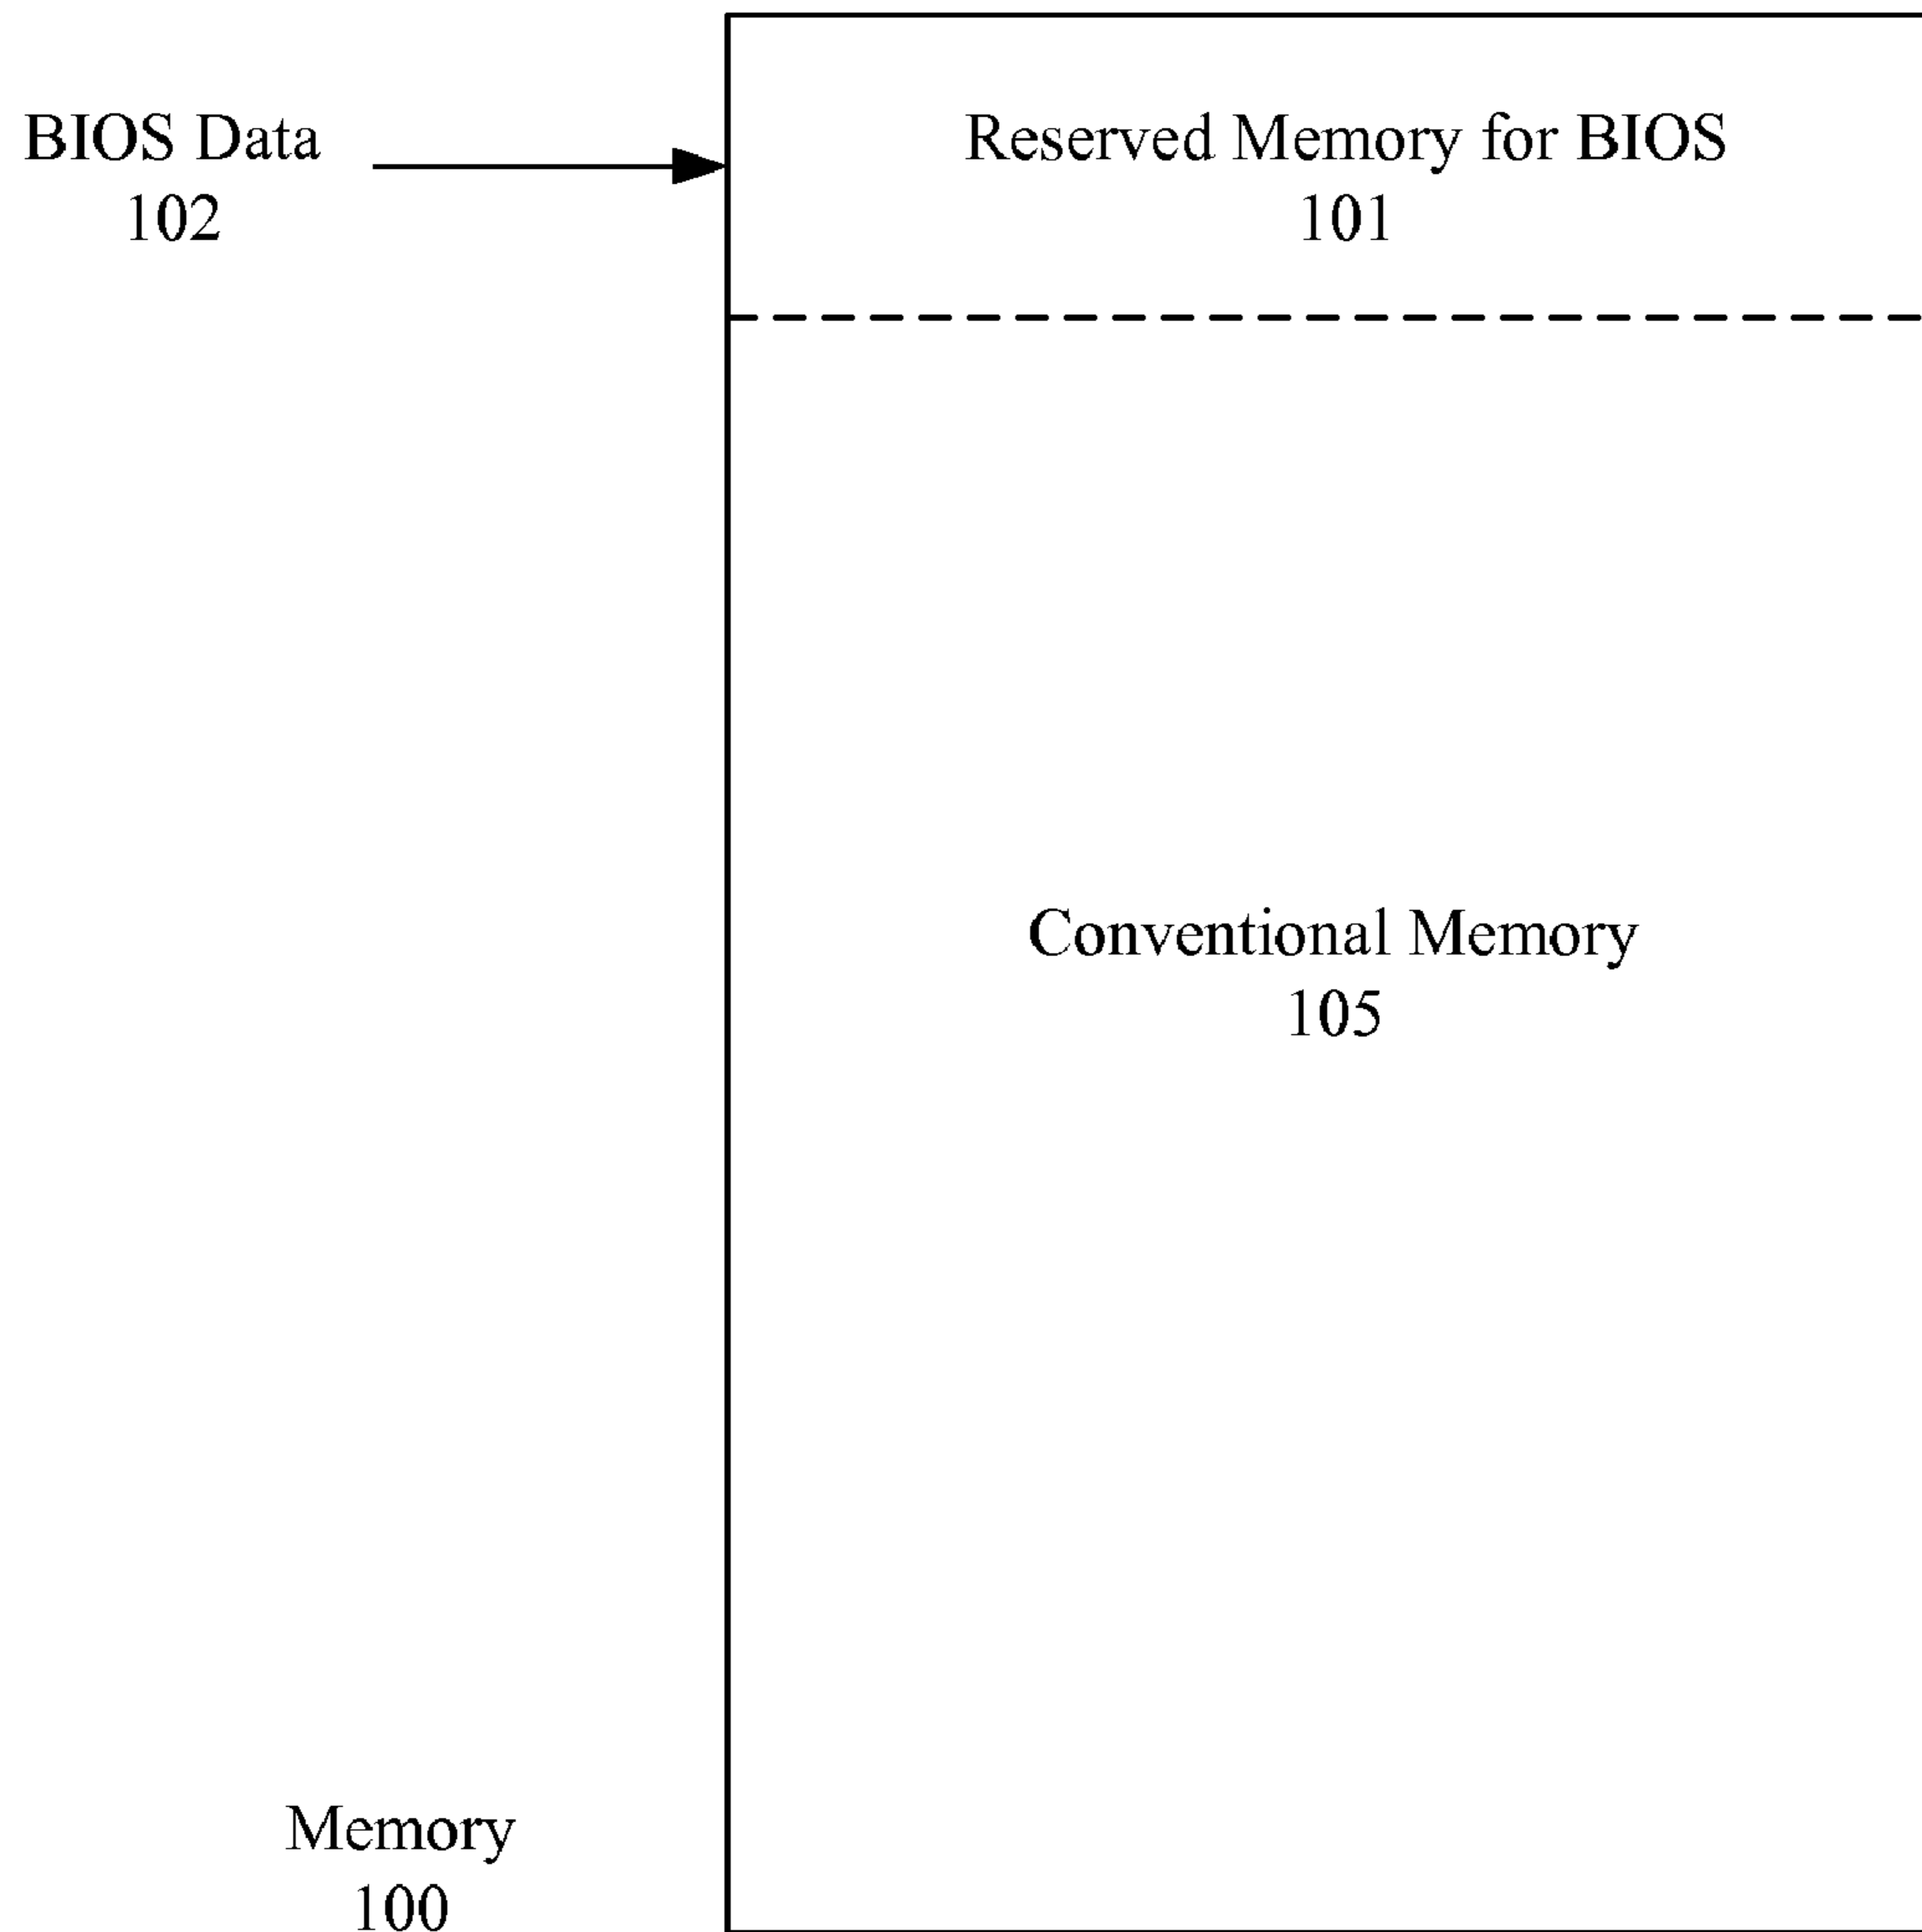 BIOS Data
102
Reserved Memory for BIOS
101
Conventional Memory
105
Memory
100